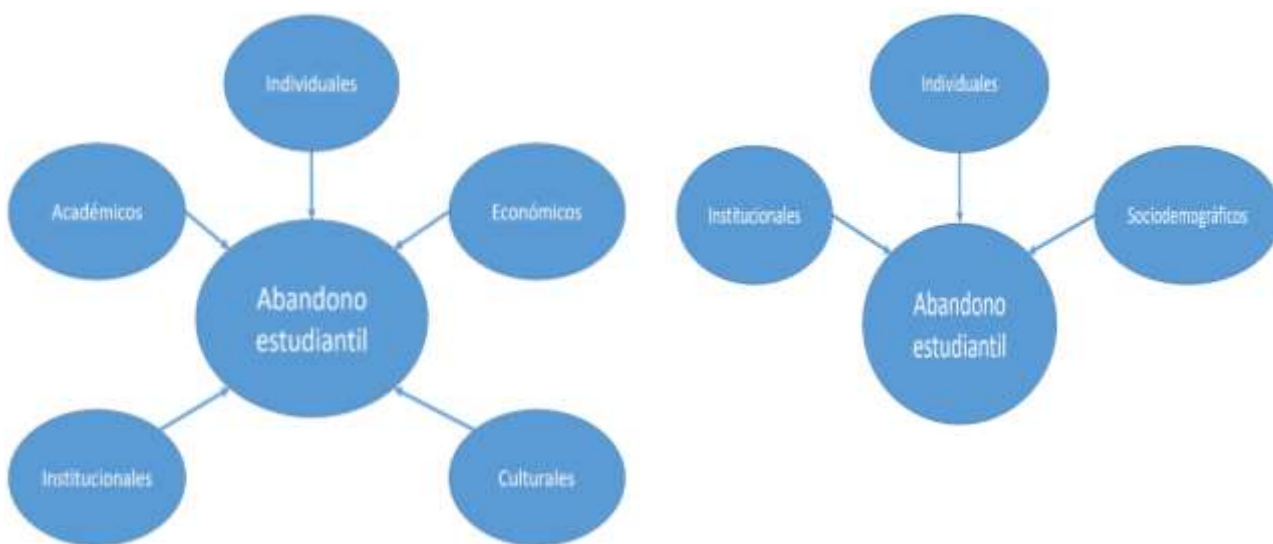 Individuales
Académicos
Económicos
Abandono
estudiantil
Institucionales
Culturales
Individuales
Institucionales
Sociodemográficos
Abandono
estudiantil